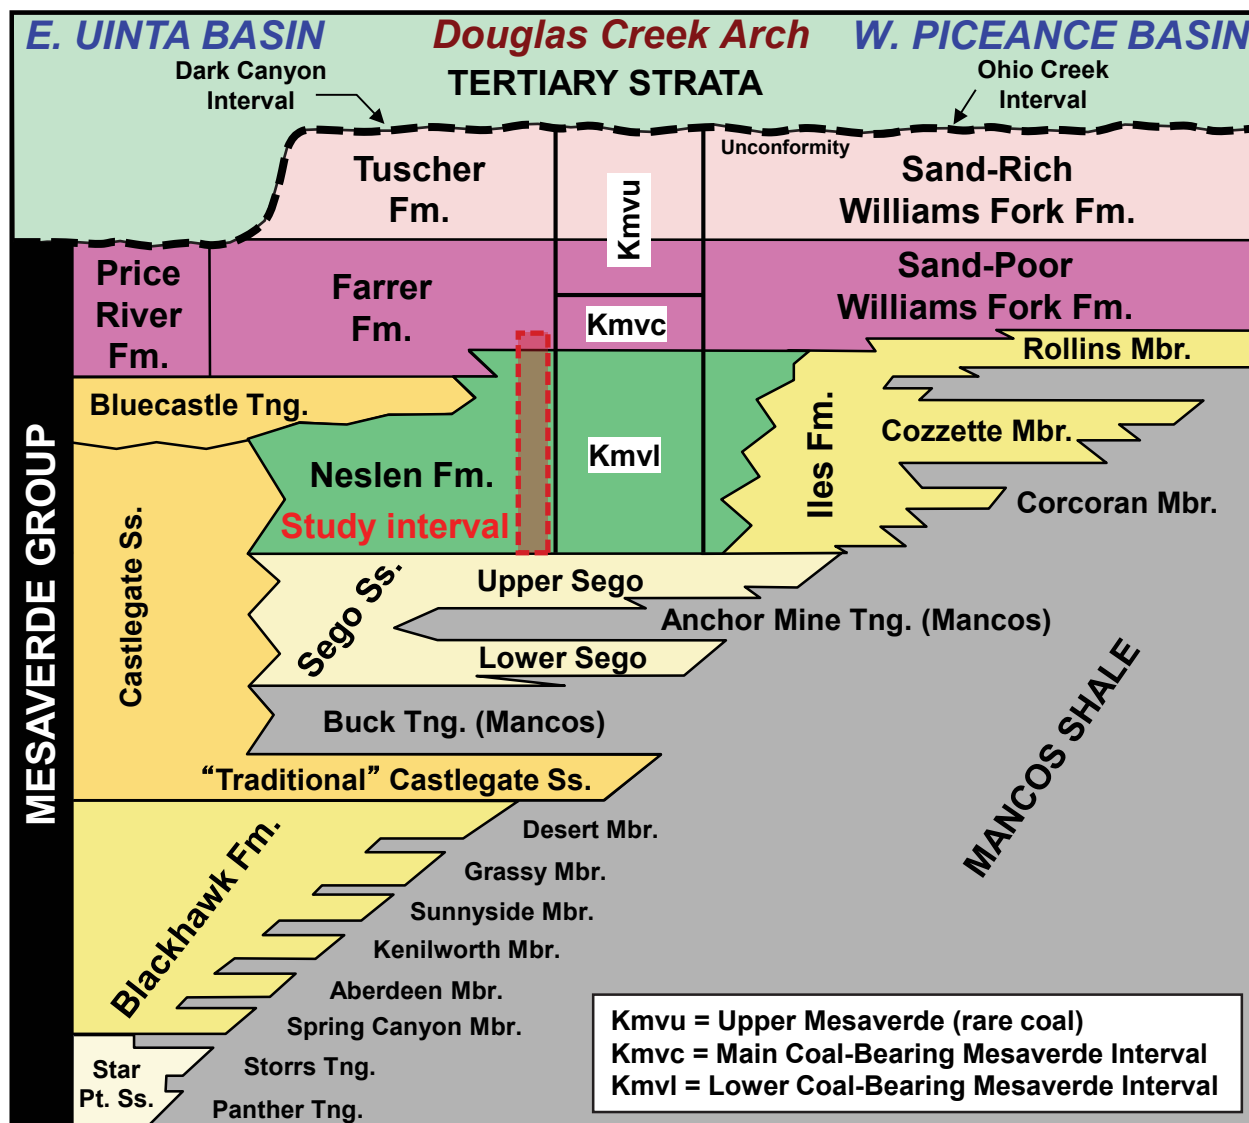 E. UINTA BASIN
Douglas Creek Arch
W. PICEANCE BASIN
Dark Canyon
Interval
TERTIARY STRATA
Ohio Creek
Interval
Unconformity
Tuscher
Fm.
Kmvu
Sand-Rich
Williams Fork Fm.
Price
River
Fm.
Farrer
Fm.
Kmvc
Sand-Poor
Williams Fork Fm.
Rollins Mbr.
Bluecastle Tng.
Neslen Fm.
Study interval
Kmvl
Iles Fm.
Cozzette Mbr.
Corcoran Mbr.
MESAVERDE GROUP
Castlegate Ss.
Sego Ss.
Upper Sego
Anchor Mine Tng. (Mancos)
Lower Sego
Buck Tng. (Mancos)
“Traditional” Castlegate Ss.
MANCOS SHALE
Blackhawk Fm.
Desert Mbr.
Grassy Mbr.
Sunnyside Mbr.
Kenilworth Mbr.
Aberdeen Mbr.
Spring Canyon Mbr.
Star
Pt. Ss.
Storrs Tng.
Panther Tng.
Kmvu = Upper Mesaverde (rare coal)
Kmvc = Main Coal-Bearing Mesaverde Interval
Kmvl = Lower Coal-Bearing Mesaverde Interval